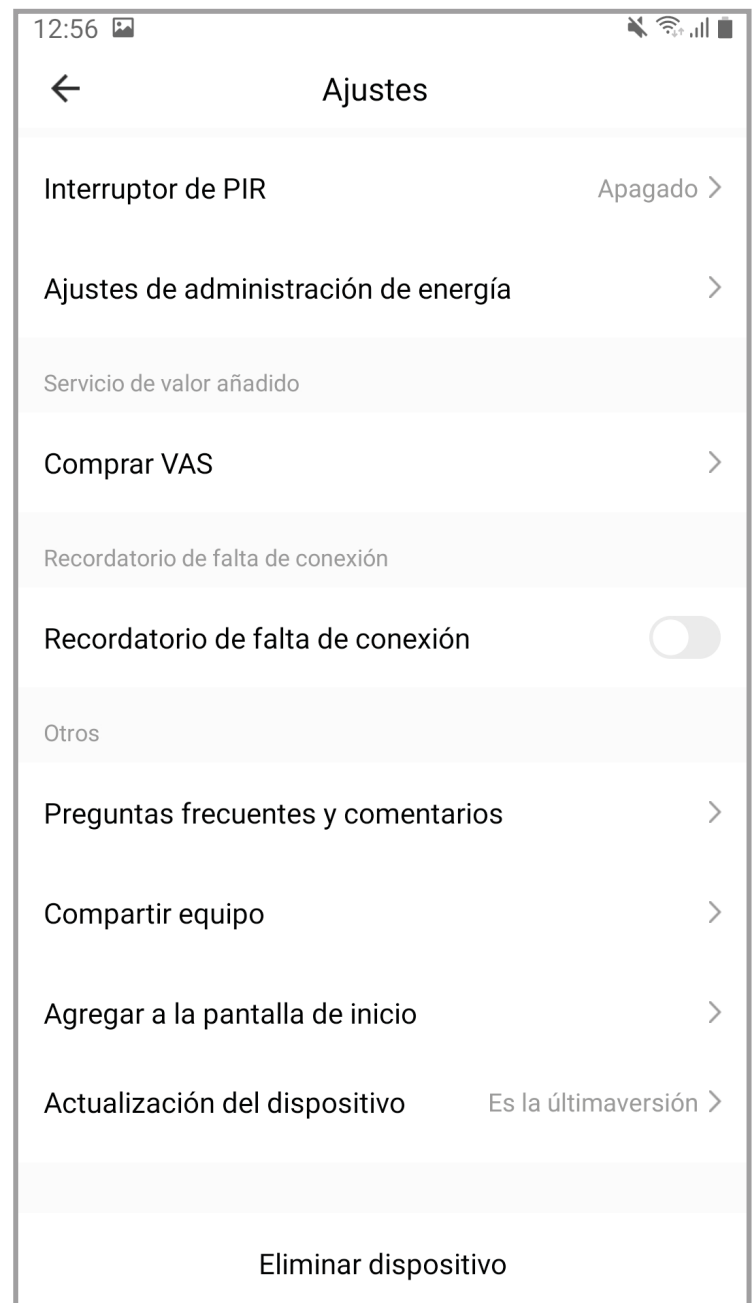 12:56
Ajustes
Interruptor de PIR Apagado
Ajustes de administración de energía
Servicio de valor añadido
Comprar VAS
Recordatorio de falta de conexión
Recordatorio de falta de conexión
Otros
Preguntas frecuentes y comentarios
Compartir equipo
Agregar a la pantalla de inicio
Actualización del dispositivo Es la últimaversión
Eliminar dispositivo